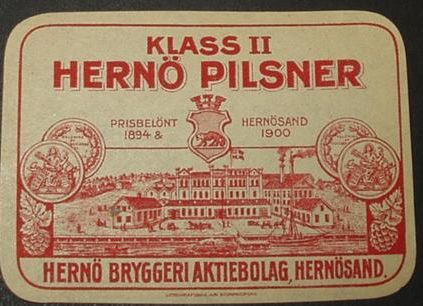 KLASS II
HERNÖ PILSNER
PRISBELÖNT HERNÖSAND
1894 & 1900
HERNÖ BRYGGERI AKTIEBOLAG, HERNÖSAND.